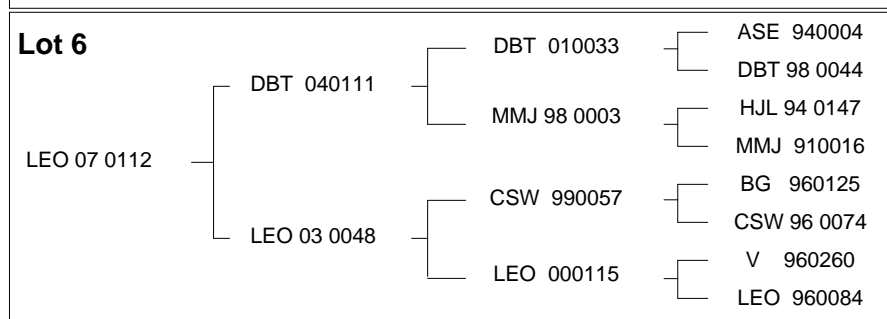 Lot 6
ASE 940004
DBT 010033
DBT 98 0044
DBT 040111
HJL 94 0147
MMJ 98 0003
MMJ 910016
LEO 07 0112
BG 960125
CSW 990057
CSW 96 0074
LEO 03 0048
V 960260
LEO 000115
LEO 960084